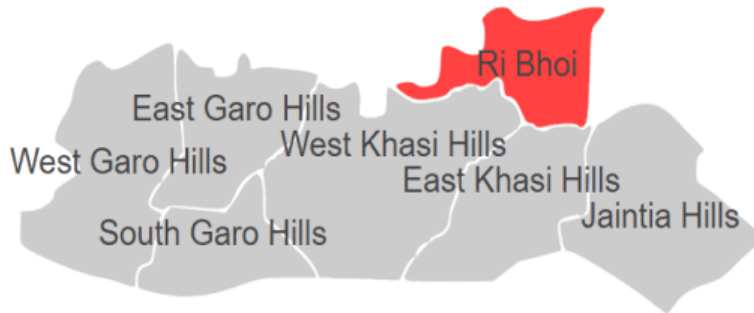 Ri Bhoi
East Garo Hills
West Khasi Hills
West Garo Hills
East Khasi Hills
Jaintia Hills
South Garo Hills